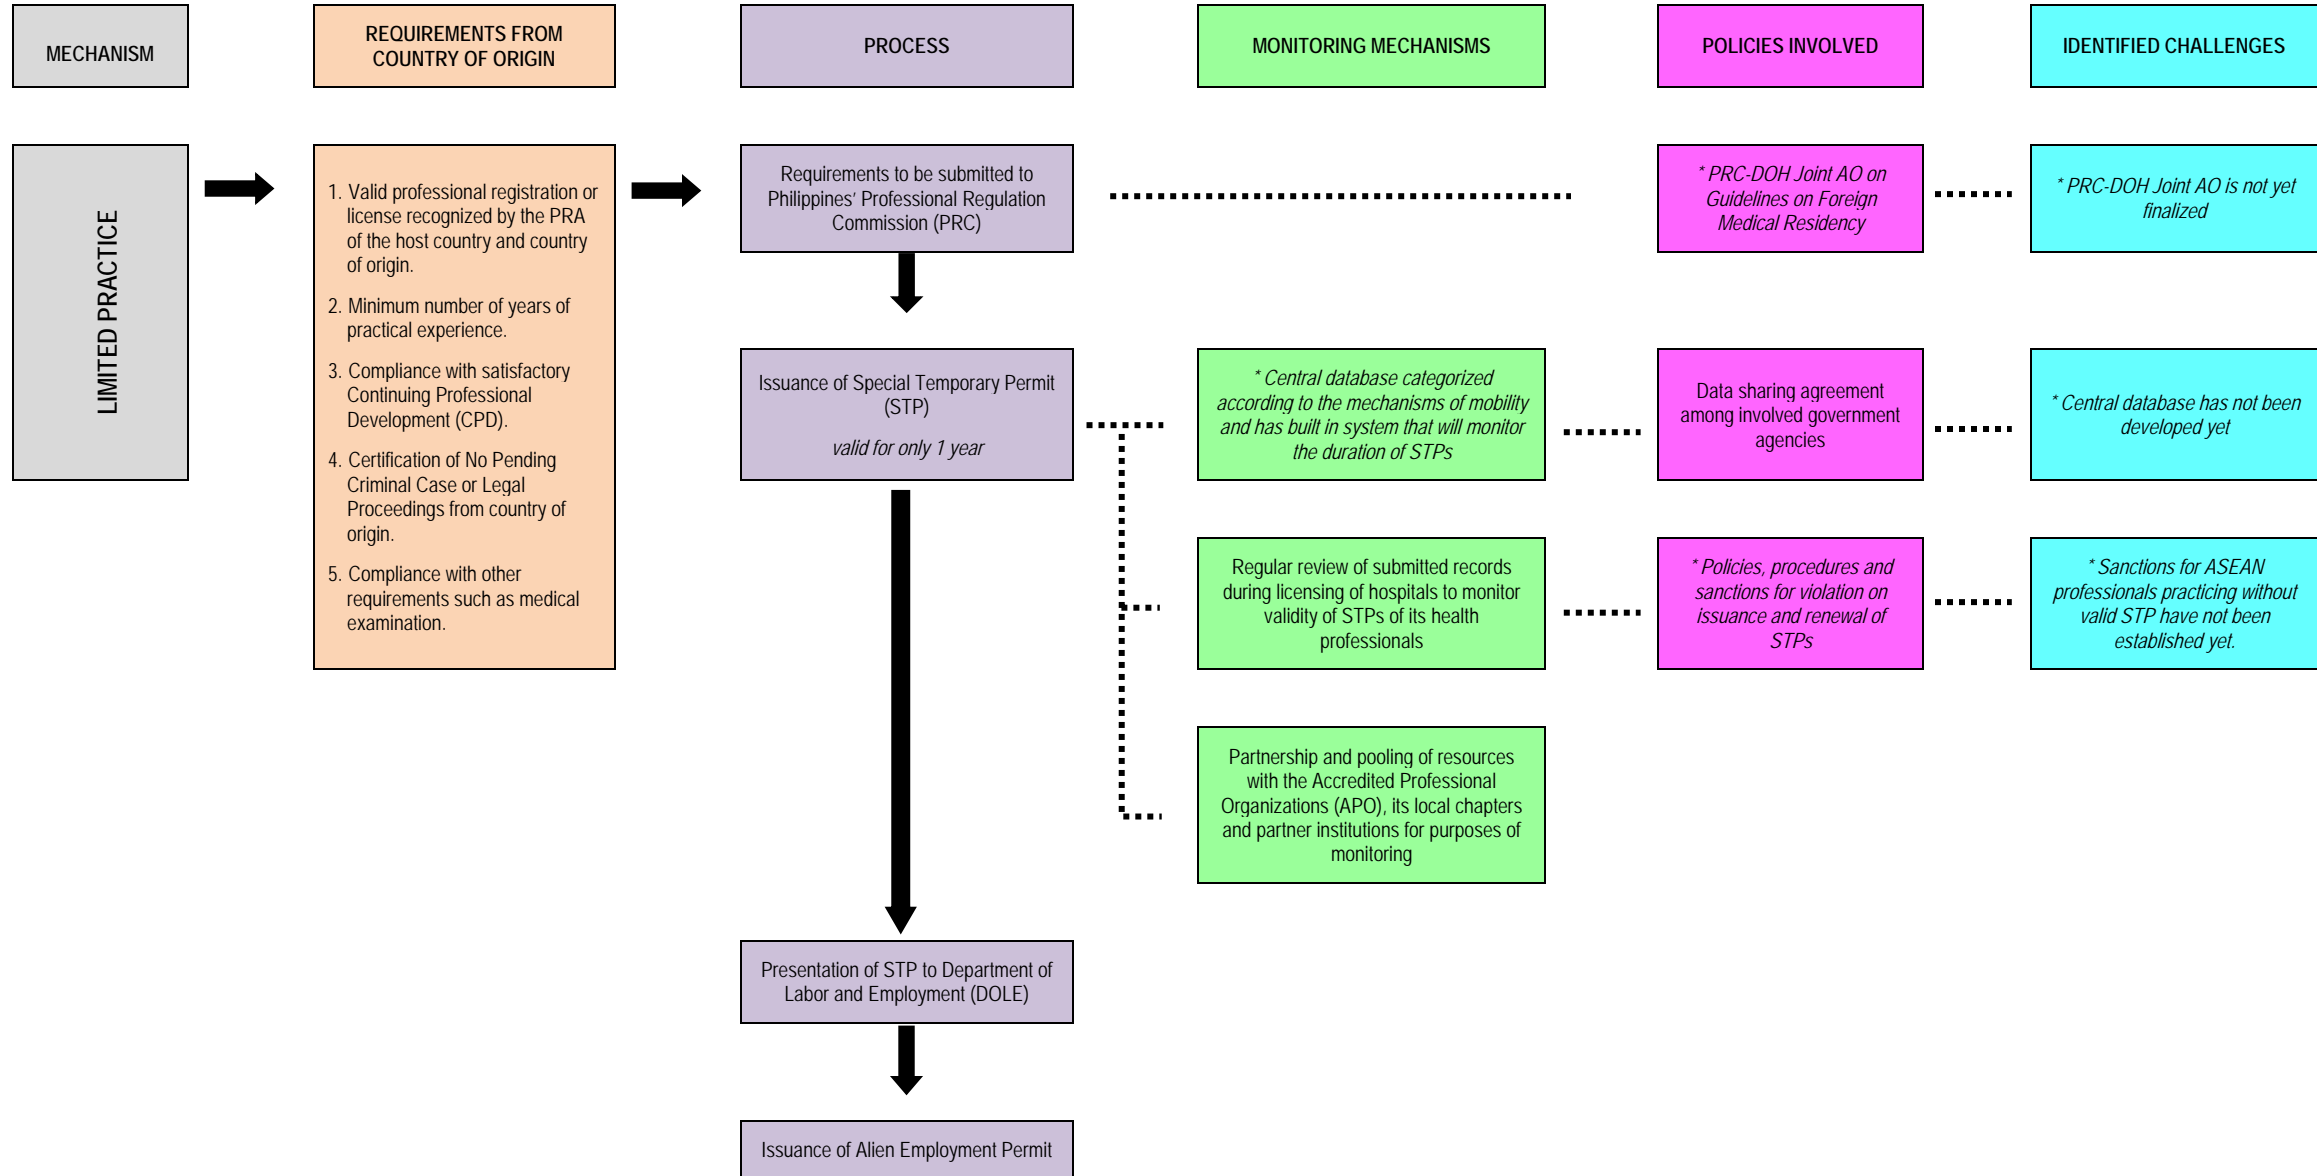 MECHANISM
REQUIREMENTS FROM
COUNTRY OF ORIGIN
PROCESS
MONITORING MECHANISMS
POLICIES INVOLVED
IDENTIFIED CHALLENGES
LIMITED PRACTICE
1. Valid professional registration or
license recognized by the PRA
of the host country and country
of origin.
2. Minimum number of years of
practical experience.
3. Compliance with satisfactory
Continuing Professional
Development (CPD).
4. Certification of No Pending
Criminal Case or Legal
Proceedings from country of
origin.
5. Compliance with other
requirements such as medical
examination.
Requirements to be submitted to
Philippines' Professional Regulation
Commission (PRC)
* PRC-DOH Joint AO on
Guidelines on Foreign
Medical Residency
* PRC-DOH Joint AO is not yet
finalized
Issuance of Special Temporary Permit
(STP)
valid for only 1 year
* Central database categorized
according to the mechanisms of mobility
and has built in system that will monitor
the duration of STPs
Data sharing agreement
among involved government
agencies
* Central database has not been
developed yet
Regular review of submitted records
during licensing of hospitals to monitor
validity of STPs of its health
professionals
* Policies, procedures and
sanctions for violation on
issuance and renewal of
STPs
* Sanctions for ASEAN
professionals practicing without
valid STP have not been
established yet.
Partnership and pooling of resources
with the Accredited Professional
Organizations (APO), its local chapters
and partner institutions for purposes of
monitoring
Presentation of STP to Department of
Labor and Employment (DOLE)
Issuance of Alien Employment Permit